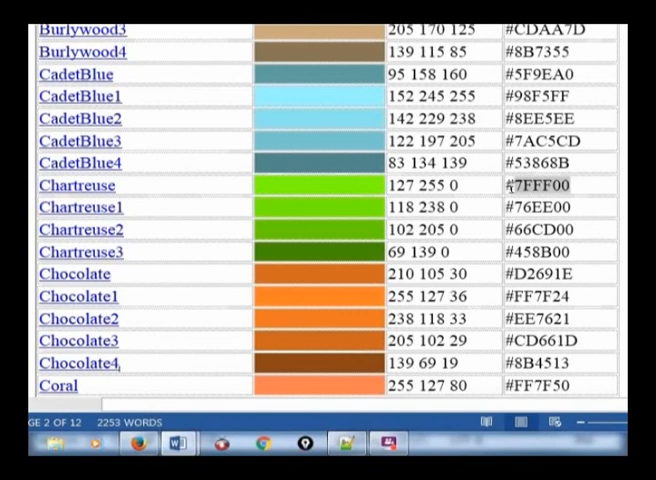 Burlywood3 205 170 125 #CDAA7D
Burlywood4 139 115 85 #8B7355
CadetBlue 95 158 160 #5F9EA0
CadetBlue1 152 245 255 #98F5FF
CadetBlue2 142 229 238 #8EE5EE
CadetBlue3 122 197 205 #7AC5CD
CadetBlue4 83 134 139 #53868B
Chartreuse 127 255 0 #7FFF00
Chartreuse1 118 238 0 #76EE00
Chartreuse2 102 205 0 #66CD00
Chartreuse3 69 139 0 #458B00
Chocolate 210 105 30 #D2691E
Chocolate1 255 127 36 #FF7F24
Chocolate2 238 118 33 #EE7621
Chocolate3 205 102 29 #CD661D
Chocolate4, 139 69 19 #8B4513
Coral 255 127 80 #FF7F50
GE 2 OF 12 2253 WORDS